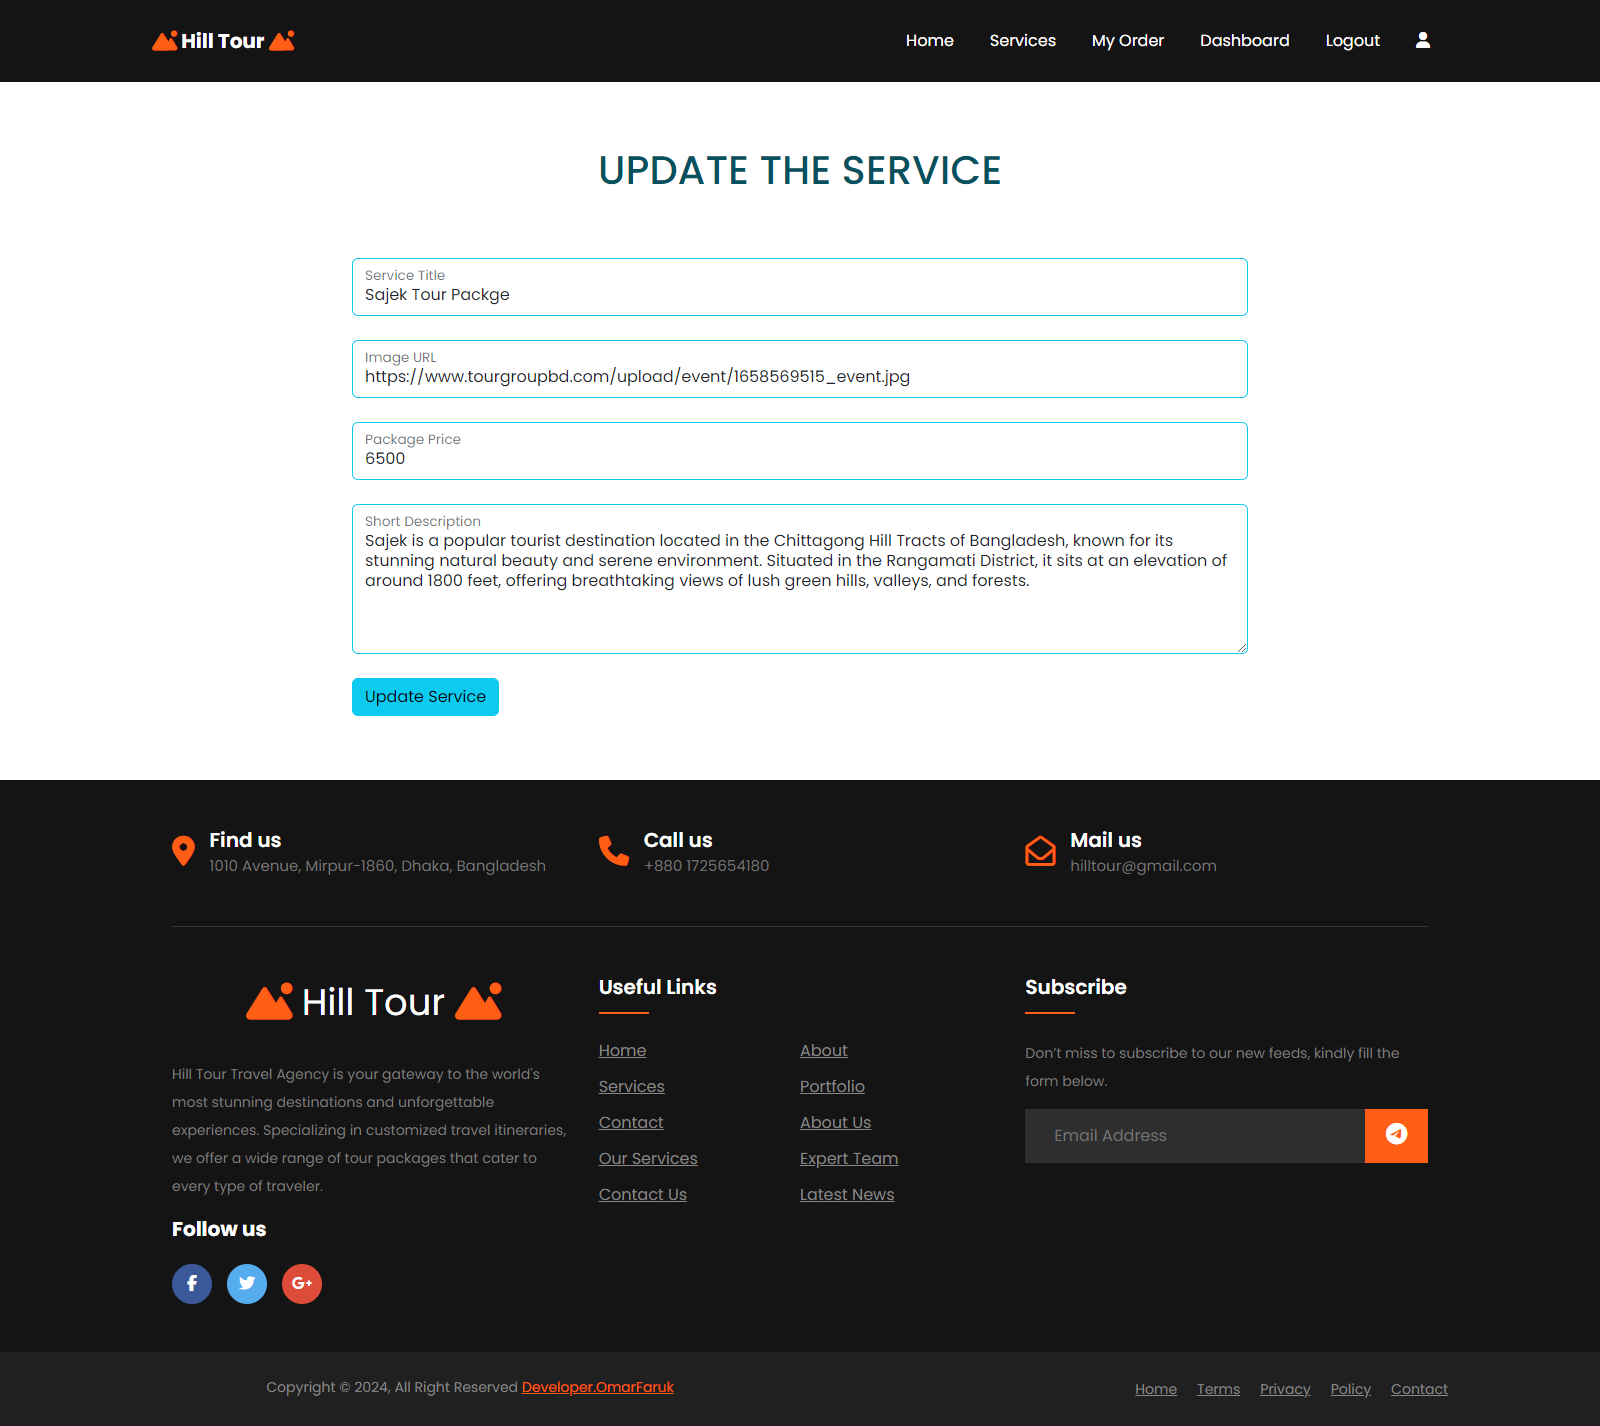 Hill Tour
Home Services My Order Dashboard Logout
UPDATE THE SERVICE
Service Title
Sajek Tour Packge
Image URL
https://www.tourgroupbd.com/upload/event/1658569515_event.jpg
Package Price
6500
Short Description
Sajek is a popular tourist destination located in the Chittagong Hill Tracts of Bangladesh, known for its
stunning natural beauty and serene environment. Situated in the Rangamati District, it sits at an elevation of
around 1800 feet, offering breathtaking views of lush green hills, valleys, and forests.
Update Service
Find us
1010 Avenue, Mirpur-1860, Dhaka, Bangladesh
Call us
+880 1725654180
Mail us
hilltour@gmail.com
Hill Tour
Hill Tour Travel Agency is your gateway to the world's
most stunning destinations and unforgettable
experiences. Specializing in customized travel itineraries,
we offer a wide range of tour packages that cater to
every type of traveler.
Follow us
Useful Links
Home About
Services Portfolio
Contact About Us
Our Services Expert Team
Contact Us Latest News
Subscribe
Don’t miss to subscribe to our new feeds, kindly fill the
form below.
Email Address
Copyright © 2024, All Right Reserved Developer.OmarFaruk
Home Terms Privacy Policy Contact